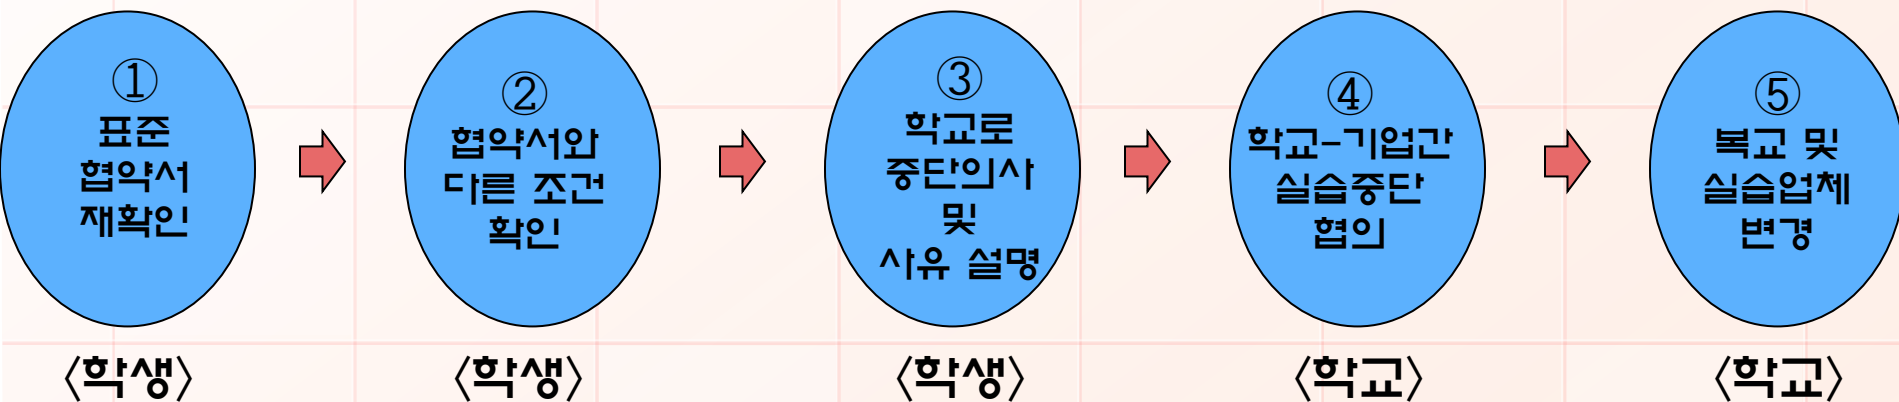 ①
표준
협약서
재확인
②
협약서와
다른 조건
확인
③
학교로
중단의사
및
사유 설명
④
학교-기업간
실습중단
협의
⑤
복교 및
실습업체
변경
<학생>
<학생>
<학생>
<학교>
<학교>